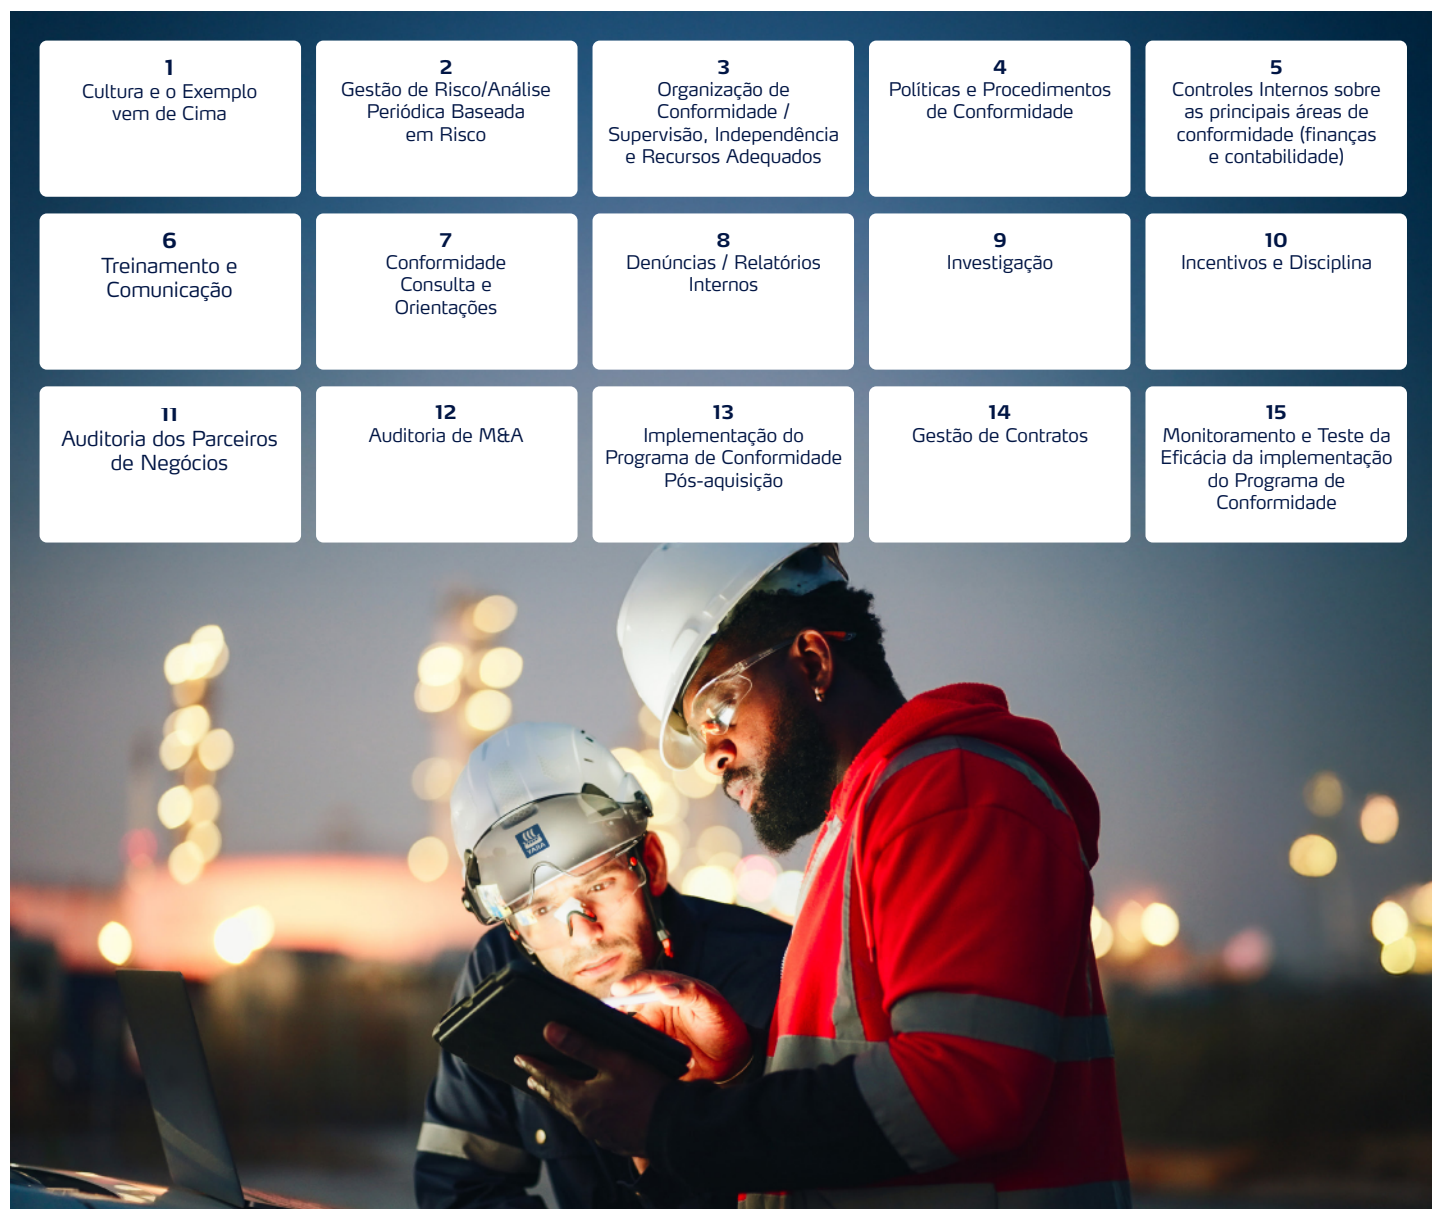 1
Cultura e o Exemplo
vem de Cima
2
Gestão de Risco/Análise
Periódica Baseada
em Risco
3
Organização de
Conformidade /
Supervisão, Independência
e Recursos Adequados
4
Políticas e Procedimentos
de Conformidade
5
Controles Internos sobre
as principais áreas de
conformidade (finanças
e contabilidade)
6
Treinamento e
Comunicação
7
Conformidade
Consulta e
Orientações
8
Denúncias / Relatórios
Internos
9
Investigação
10
Incentivos e Disciplina
11
Auditoria dos Parceiros
de Negócios
12
Auditoria de M&A
13
Implementação do
Programa de Conformidade
Pós-aquisição
14
Gestão de Contratos
15
Monitoramento e Teste da
Eficácia da implementação
do Programa de
Conformidade
YARA